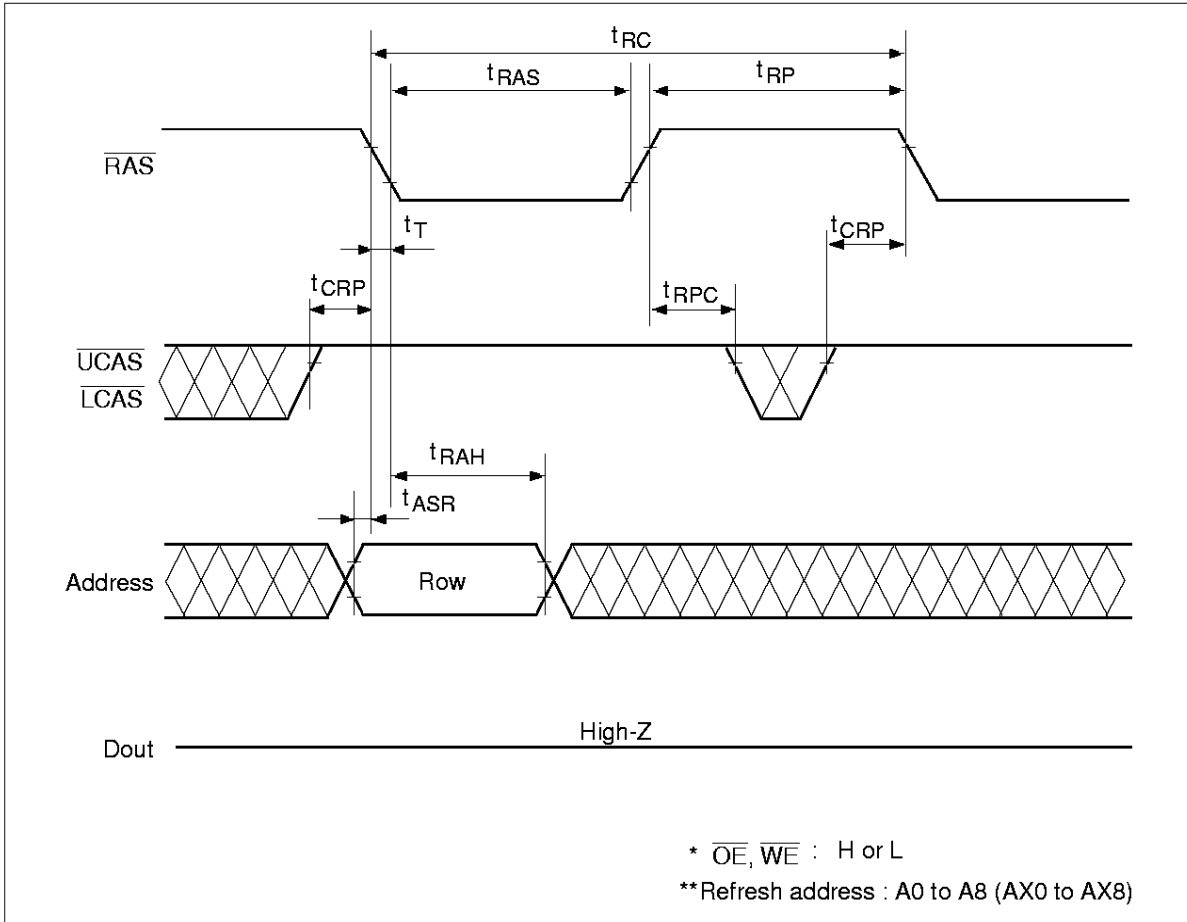 tRC
tRAS
tRP
RAS
tT
tCRP
tCRP
tRPC
UCAS
LCAS
tRAH
tASR
Address
Row
High-Z
Dout
* OE, WE : H or L
**Refresh address : A0 to A8 (AX0 to AX8)